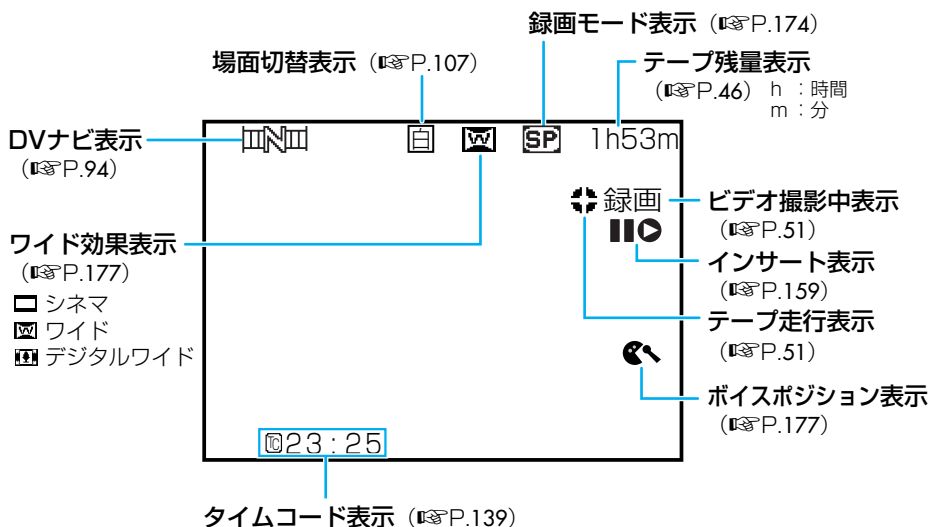 録画モード表示（☞P.174）
場面切替表示（☞P.107）
テープ残量表示
（☞P.46） h ：時間
m ：分
DVナビ表示
（☞P.94）
N 白 W SP 1h53m
録画
ビデオ撮影中表示
（☞P.51）
ワイド効果表示
（☞P.177）
シネマ
W ワイド
デジタルワイド
インサート表示
（☞P.159）
テープ走行表示
（☞P.51）
ボイスポジション表示
（☞P.177）
TC 23:25
タイムコード表示（☞P.139）